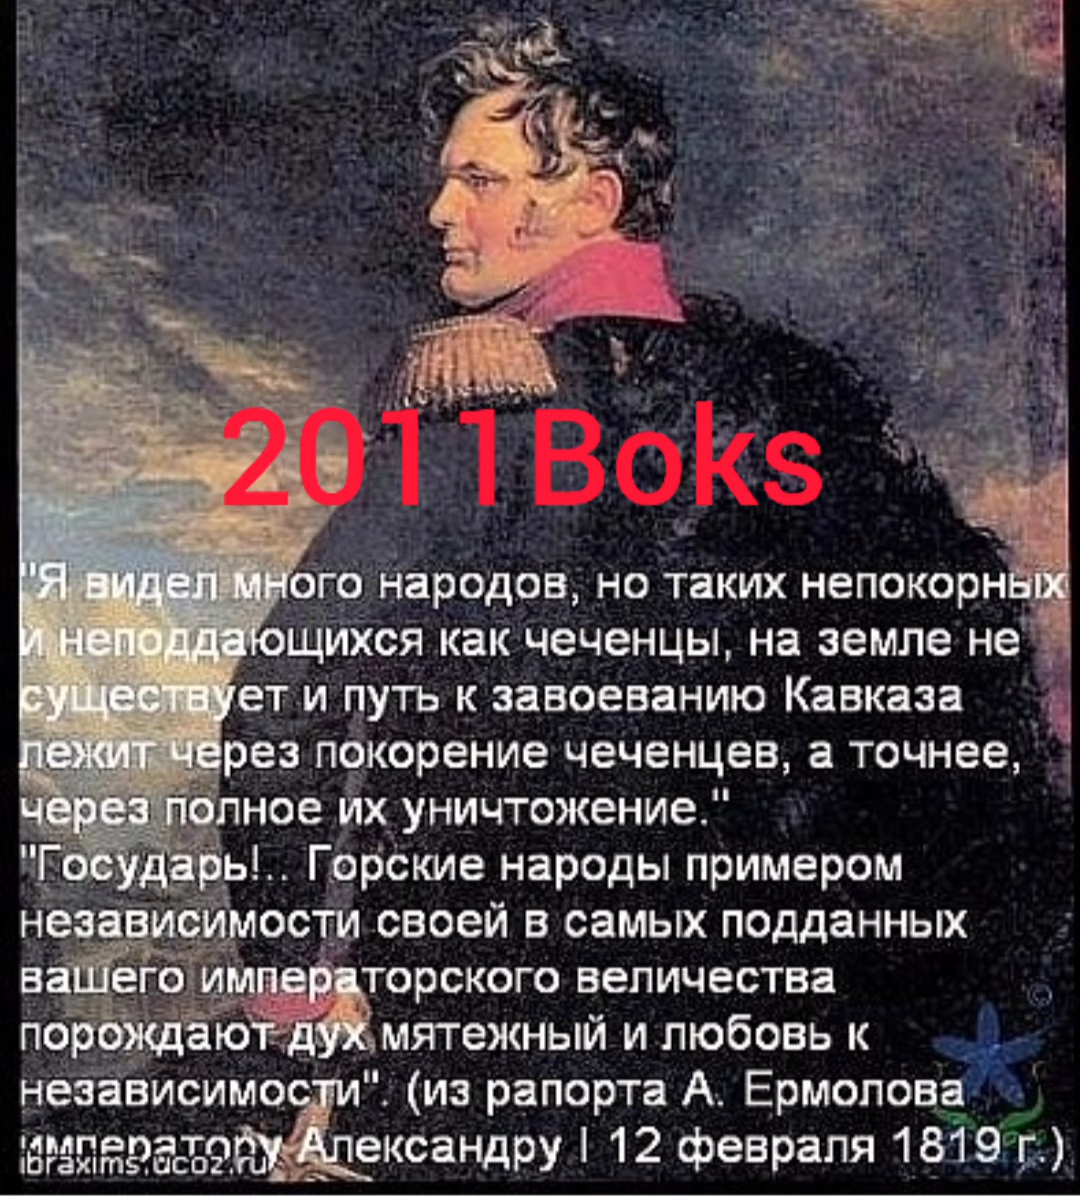 2011Boks
"Я видел много народов, но таких непокорных
и неподдающихся как чеченцы, на земле не
существует и путь к завоеванию Кавказа
лежит через покорение чеченцев, а точнее,
через полное их уничтожение."
"Государь!.. Горские народы примером
независимости своей в самых подданных
вашего императорского величества
порождают дух мятежный и любовь к
независимости". (из рапорта А. Ермолова
императору Александру I 12 февраля 1819 г.)
ibraxims.ucoz.ru
©